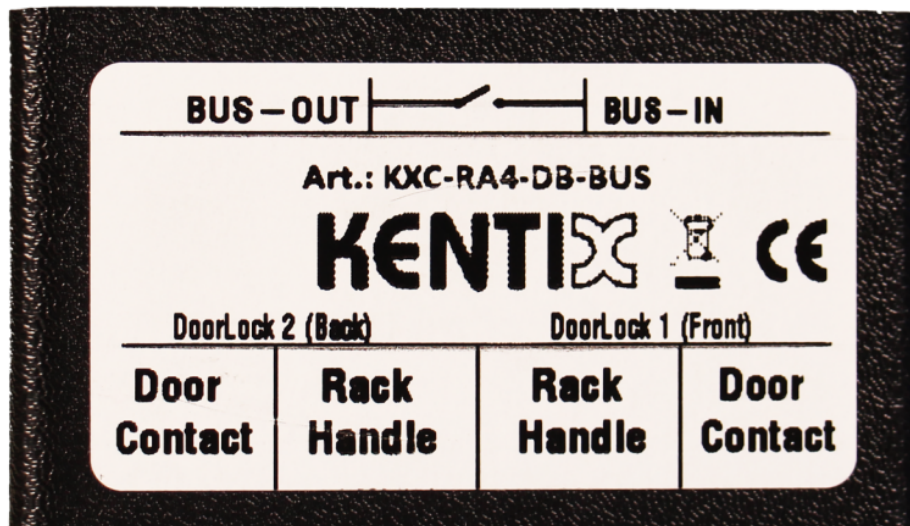 BUS-OUT BUS-IN
Art.: KXC-RA4-DB-BUS
KENTIX CE
DoorLock 2 (Back) DoorLock 1 (Front)
Door Rack Rack Door
Contact Handle Handle Contact